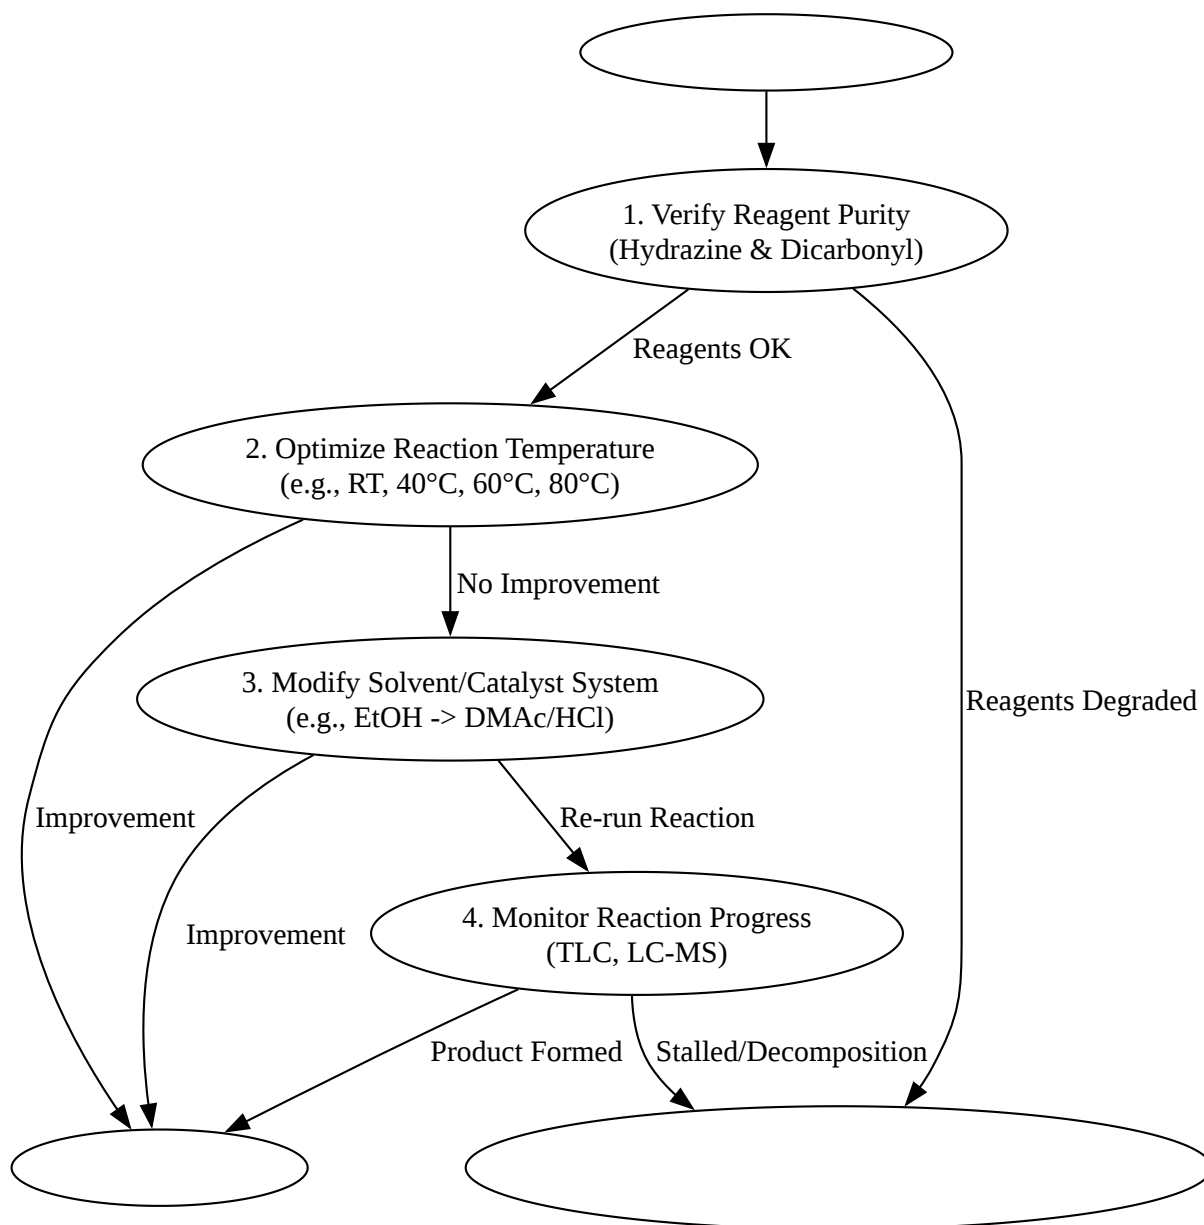 1. Verify Reagent Purity
(Hydrazine & Dicarbonyl)
Reagents OK
2. Optimize Reaction Temperature
(e.g., RT, 40°C, 60°C, 80°C)
No Improvement
3. Modify Solvent/Catalyst System
(e.g., EtOH -> DMAc/HCl)
Reagents Degraded
Improvement
Re-run Reaction
4. Monitor Reaction Progress
(TLC, LC-MS)
Improvement
Product Formed
Stalled/Decomposition